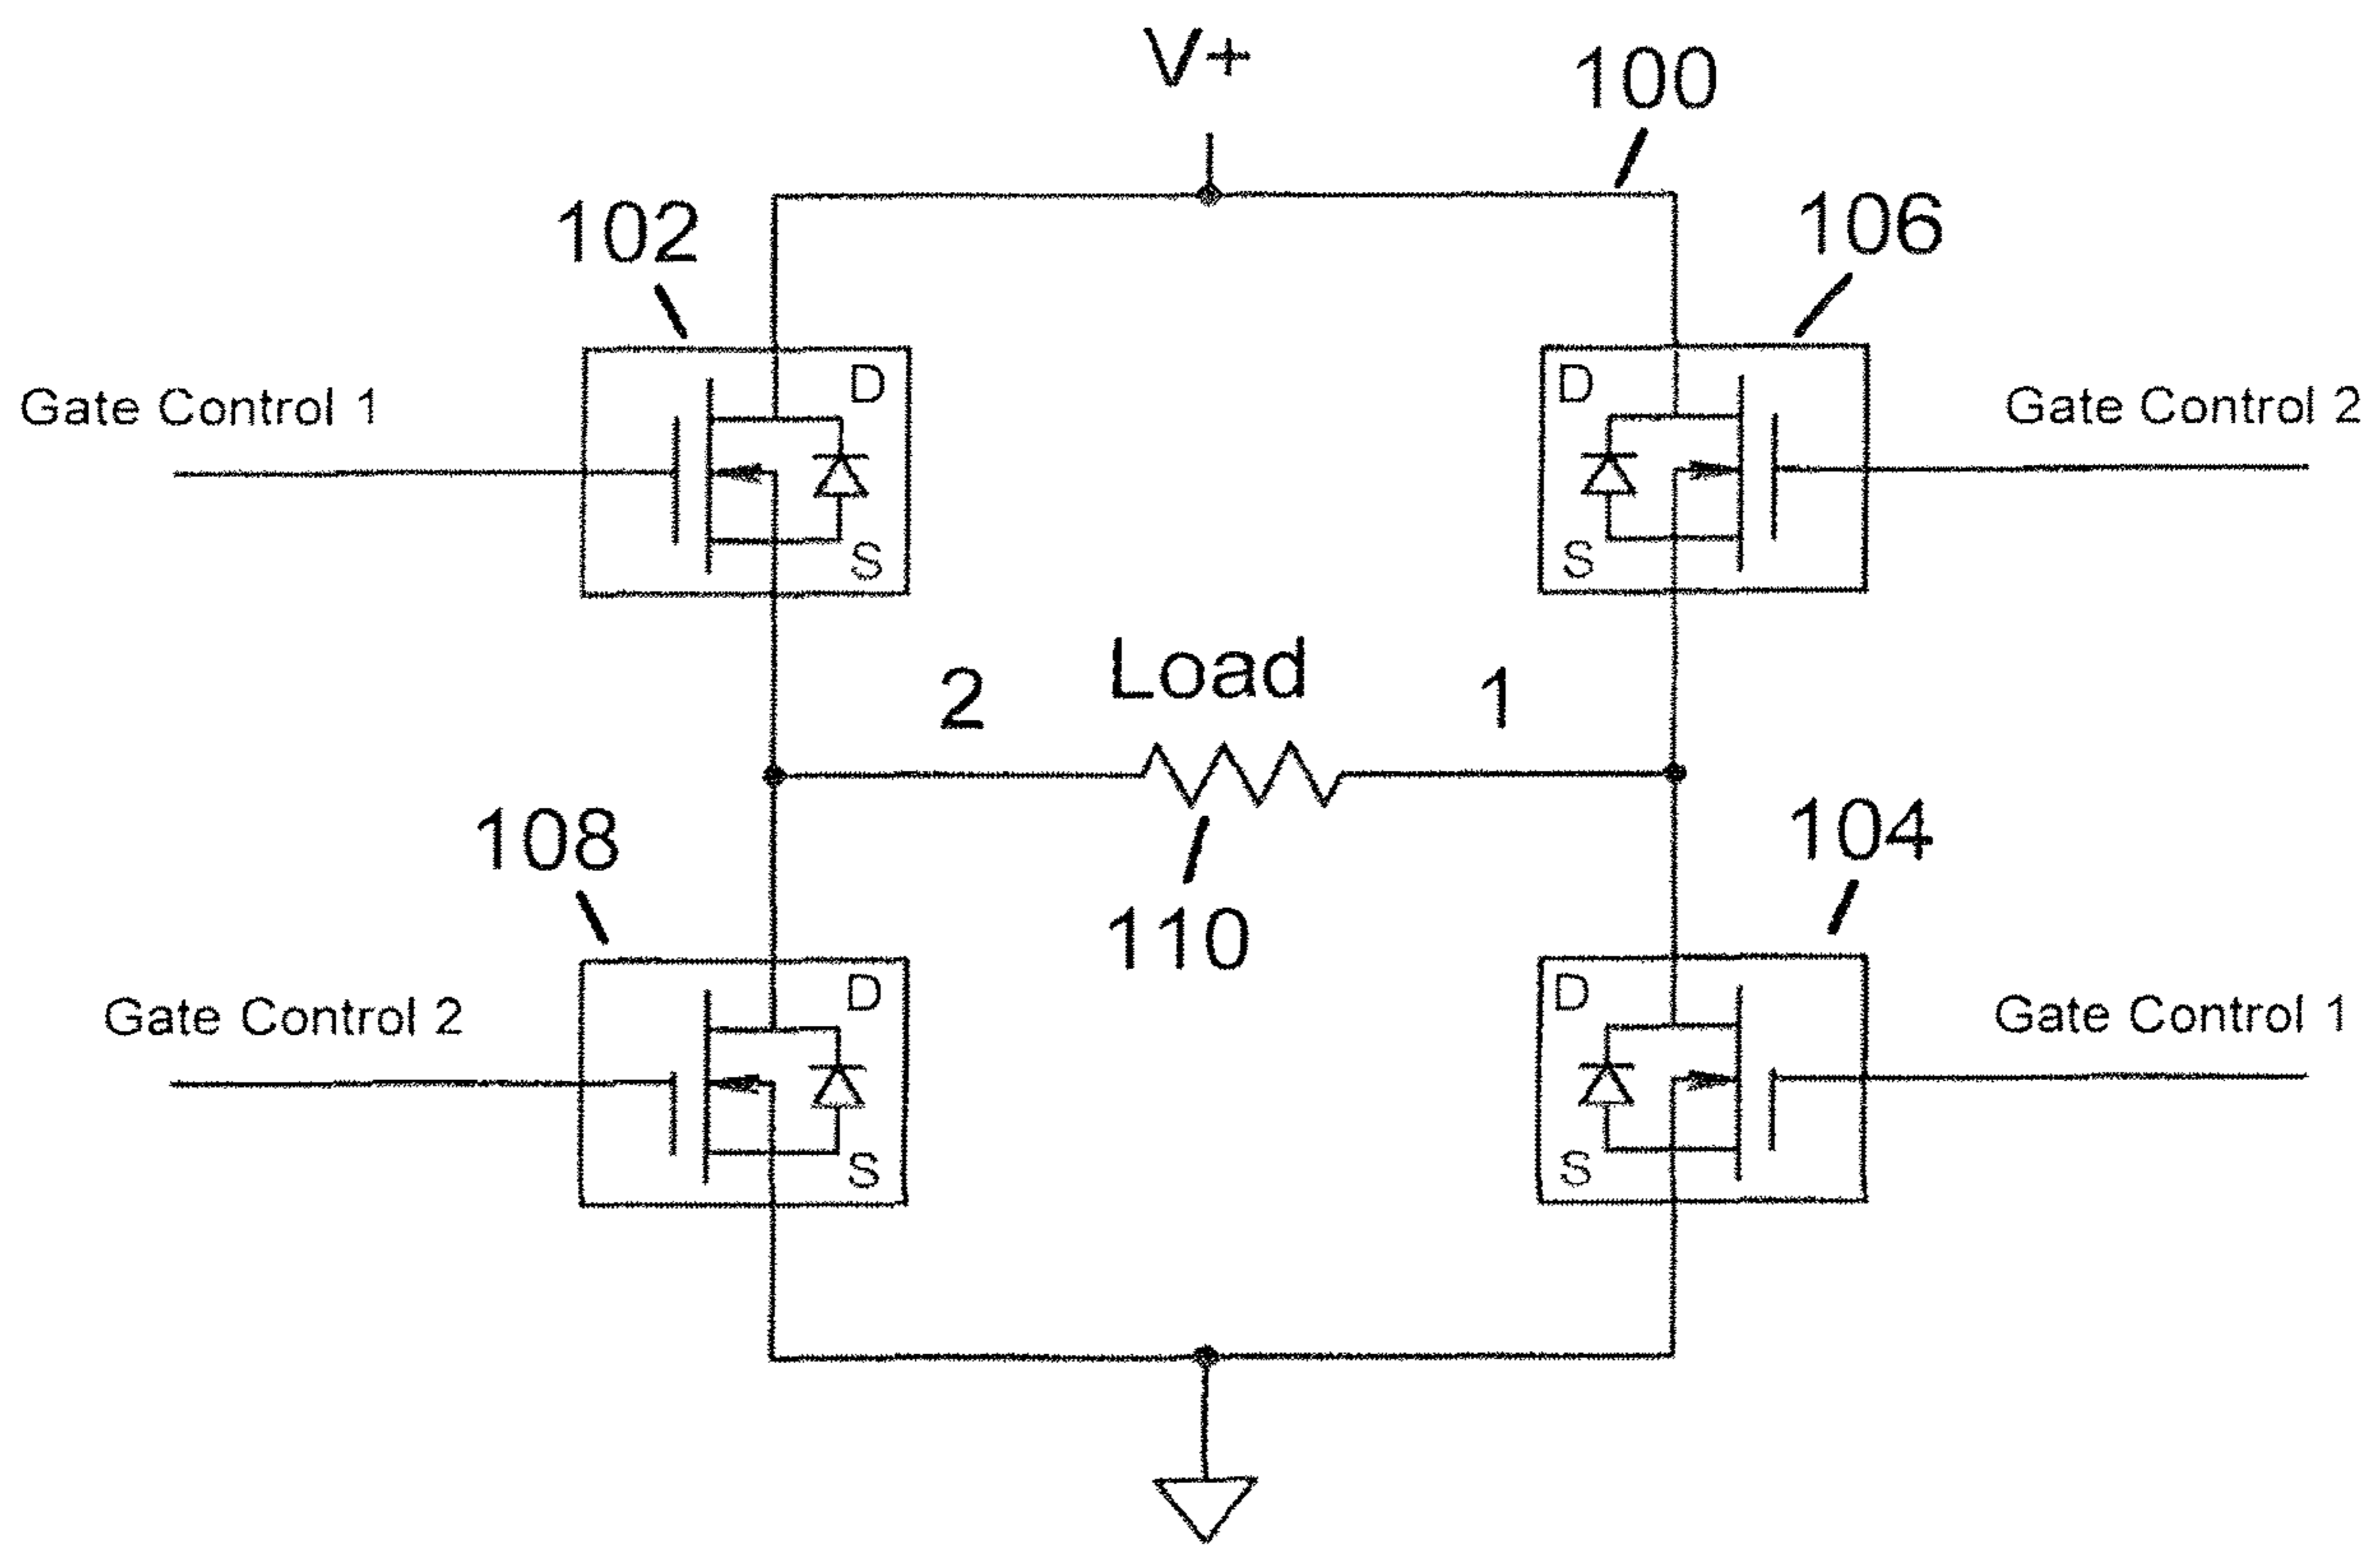 V+
100
102
106
D
D
Gate Control 1
Gate Control 2
S
S
2
Load
1
108
104
110
D
D
Gate Control 2
Gate Control 1
S
S